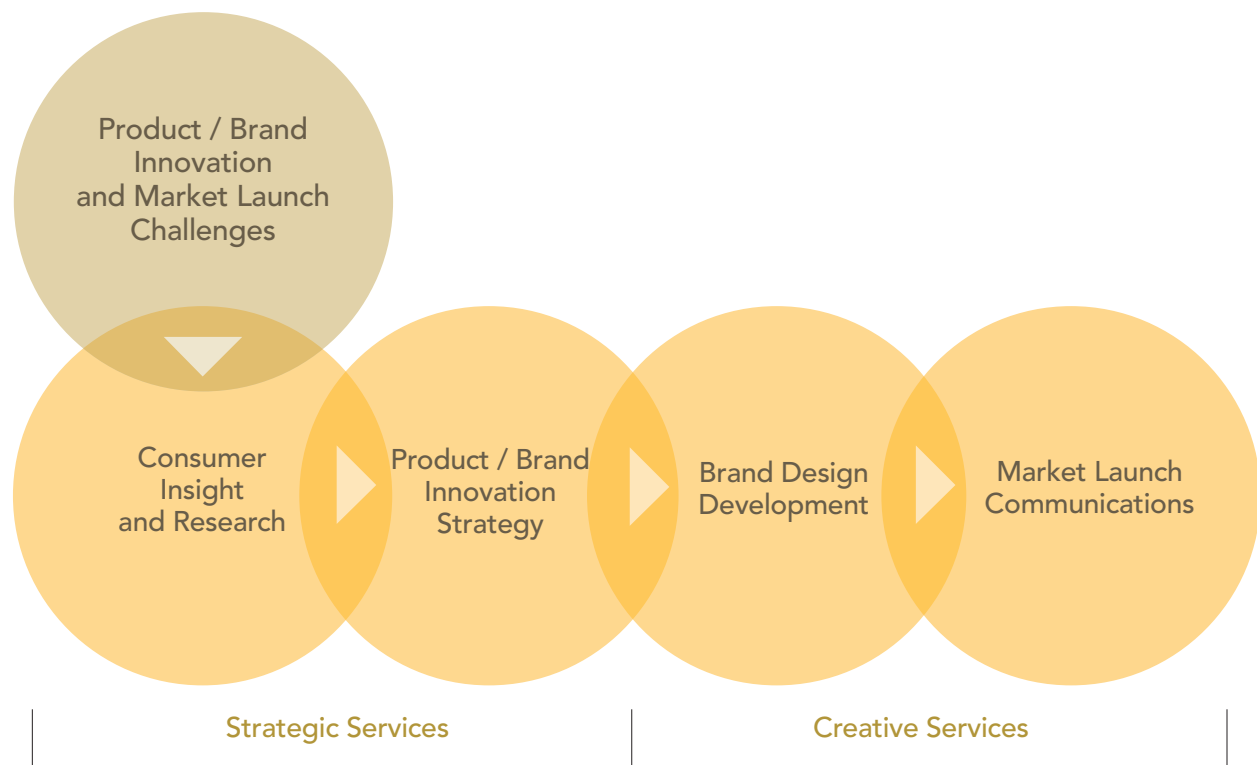 Product / Brand
Innovation
and Market Launch
Challenges
Consumer
Insight
and Research
Product / Brand
Innovation
Strategy
Brand Design
Development
Market Launch
Communications
Strategic Services
Creative Services